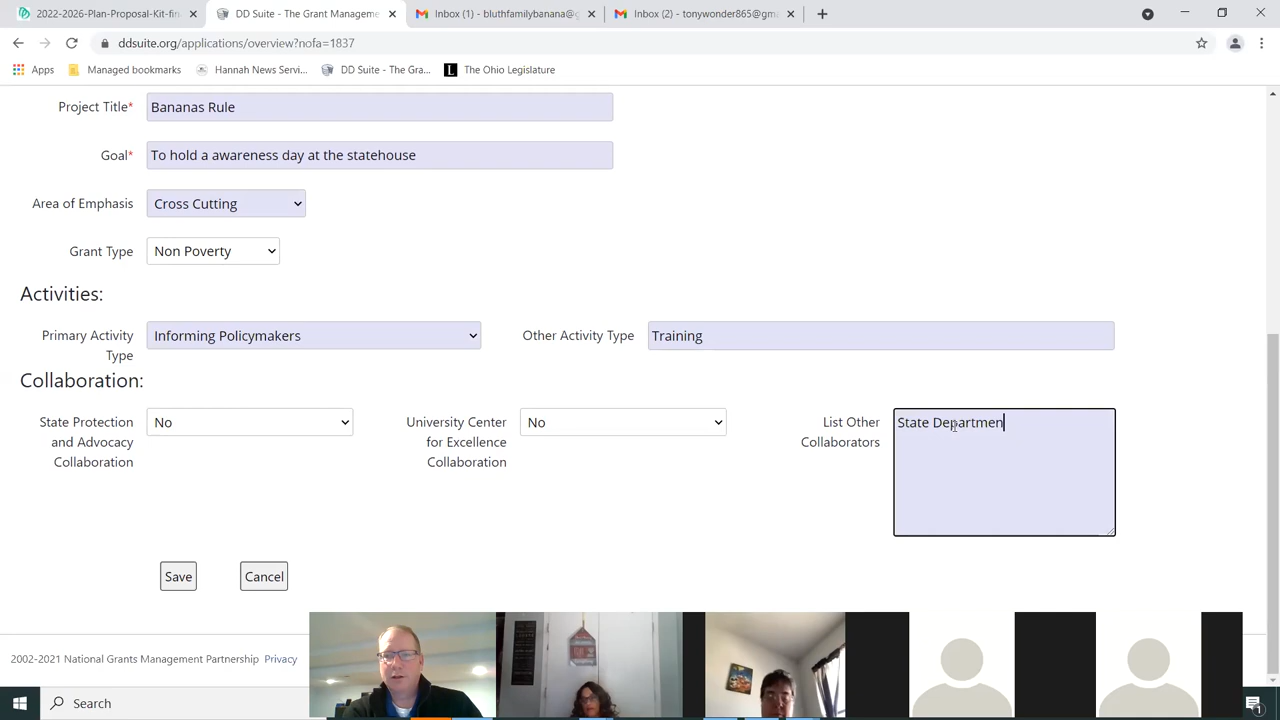 2022-2026-Plan-Proposal-Kit-fin
DD Suite - The Grant Manageme
Inbox (1) - bluthfamilybanana@g
Inbox (2) - tonywonder865@gm
ddsuite.org/applications/overview?nofa=1837
Apps
Managed bookmarks
Hannah News Servi...
DD Suite - The Gra...
The Ohio Legislature
Project Title* Bananas Rule
Goal* To hold a awareness day at the statehouse
Area of Emphasis Cross Cutting
Grant Type Non Poverty
Activities:
Primary Activity Type Informing Policymakers
Other Activity Type Training
Collaboration:
State Protection and Advocacy Collaboration No
University Center for Excellence Collaboration No
List Other Collaborators State Departmen
Save Cancel
2002-2021 National Grants Management Partnership Privacy
Search
1